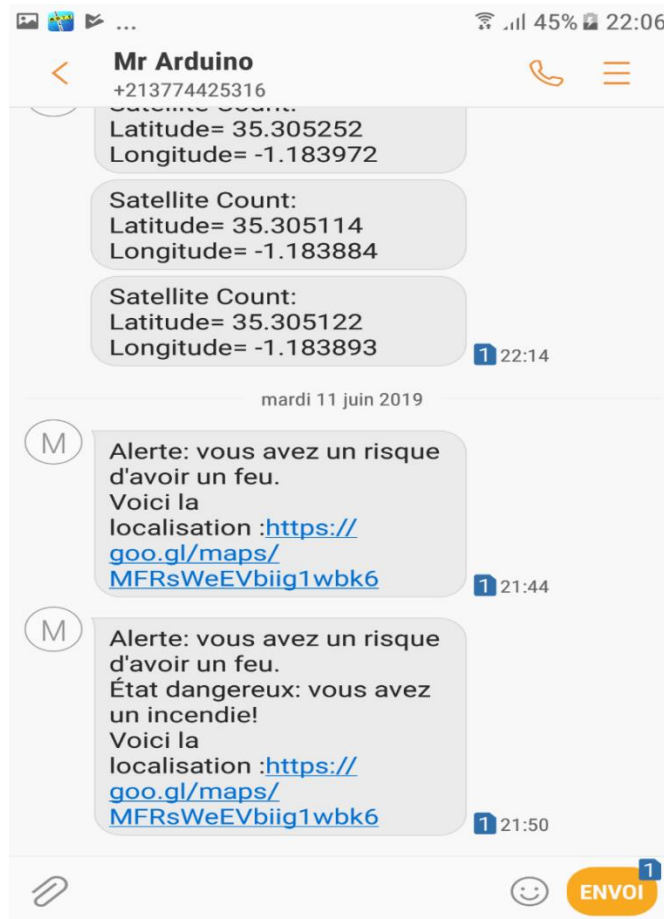 ... 45% 22:06
Mr Arduino
+213774425316
Satellite Count:
Latitude= 35.305252
Longitude= -1.183972
Satellite Count:
Latitude= 35.305114
Longitude= -1.183884
Satellite Count:
Latitude= 35.305122
Longitude= -1.183893
1 22:14
mardi 11 juin 2019
M
Alerte: vous avez un risque
d'avoir un feu.
Voici la
localisation :https://
goo.gl/maps/
MFRsWeEVbiig1wbk6
1 21:44
M
Alerte: vous avez un risque
d'avoir un feu.
État dangereux: vous avez
un incendie!
Voici la
localisation :https://
goo.gl/maps/
MFRsWeEVbiig1wbk6
1 21:50
ENVOI 1